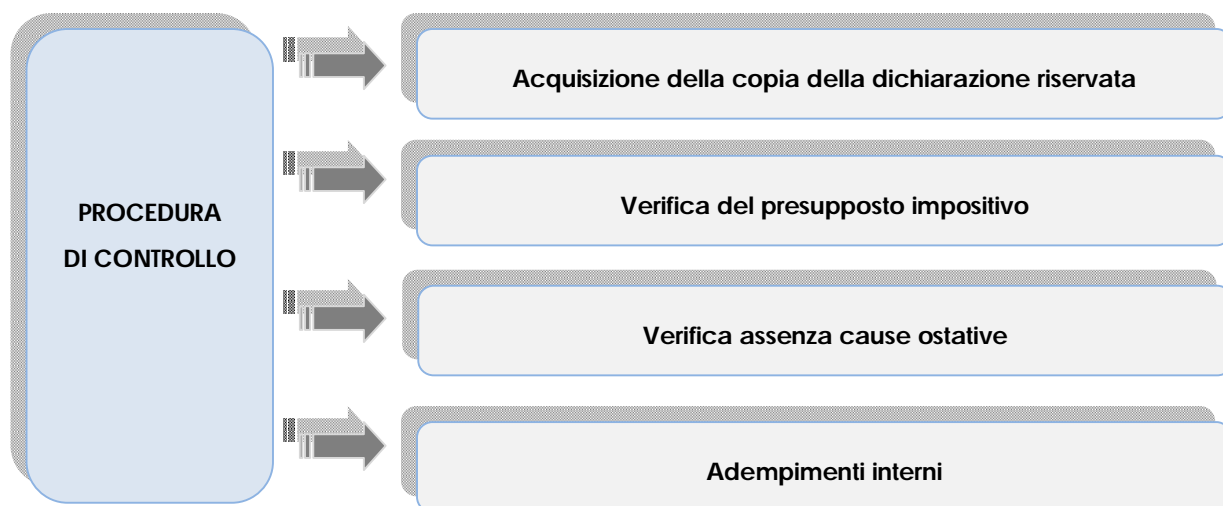 PROCEDURA
DI CONTROLLO
Acquisizione della copia della dichiarazione riservata
Verifica del presupposto impositivo
Verifica assenza cause ostative
Adempimenti interni